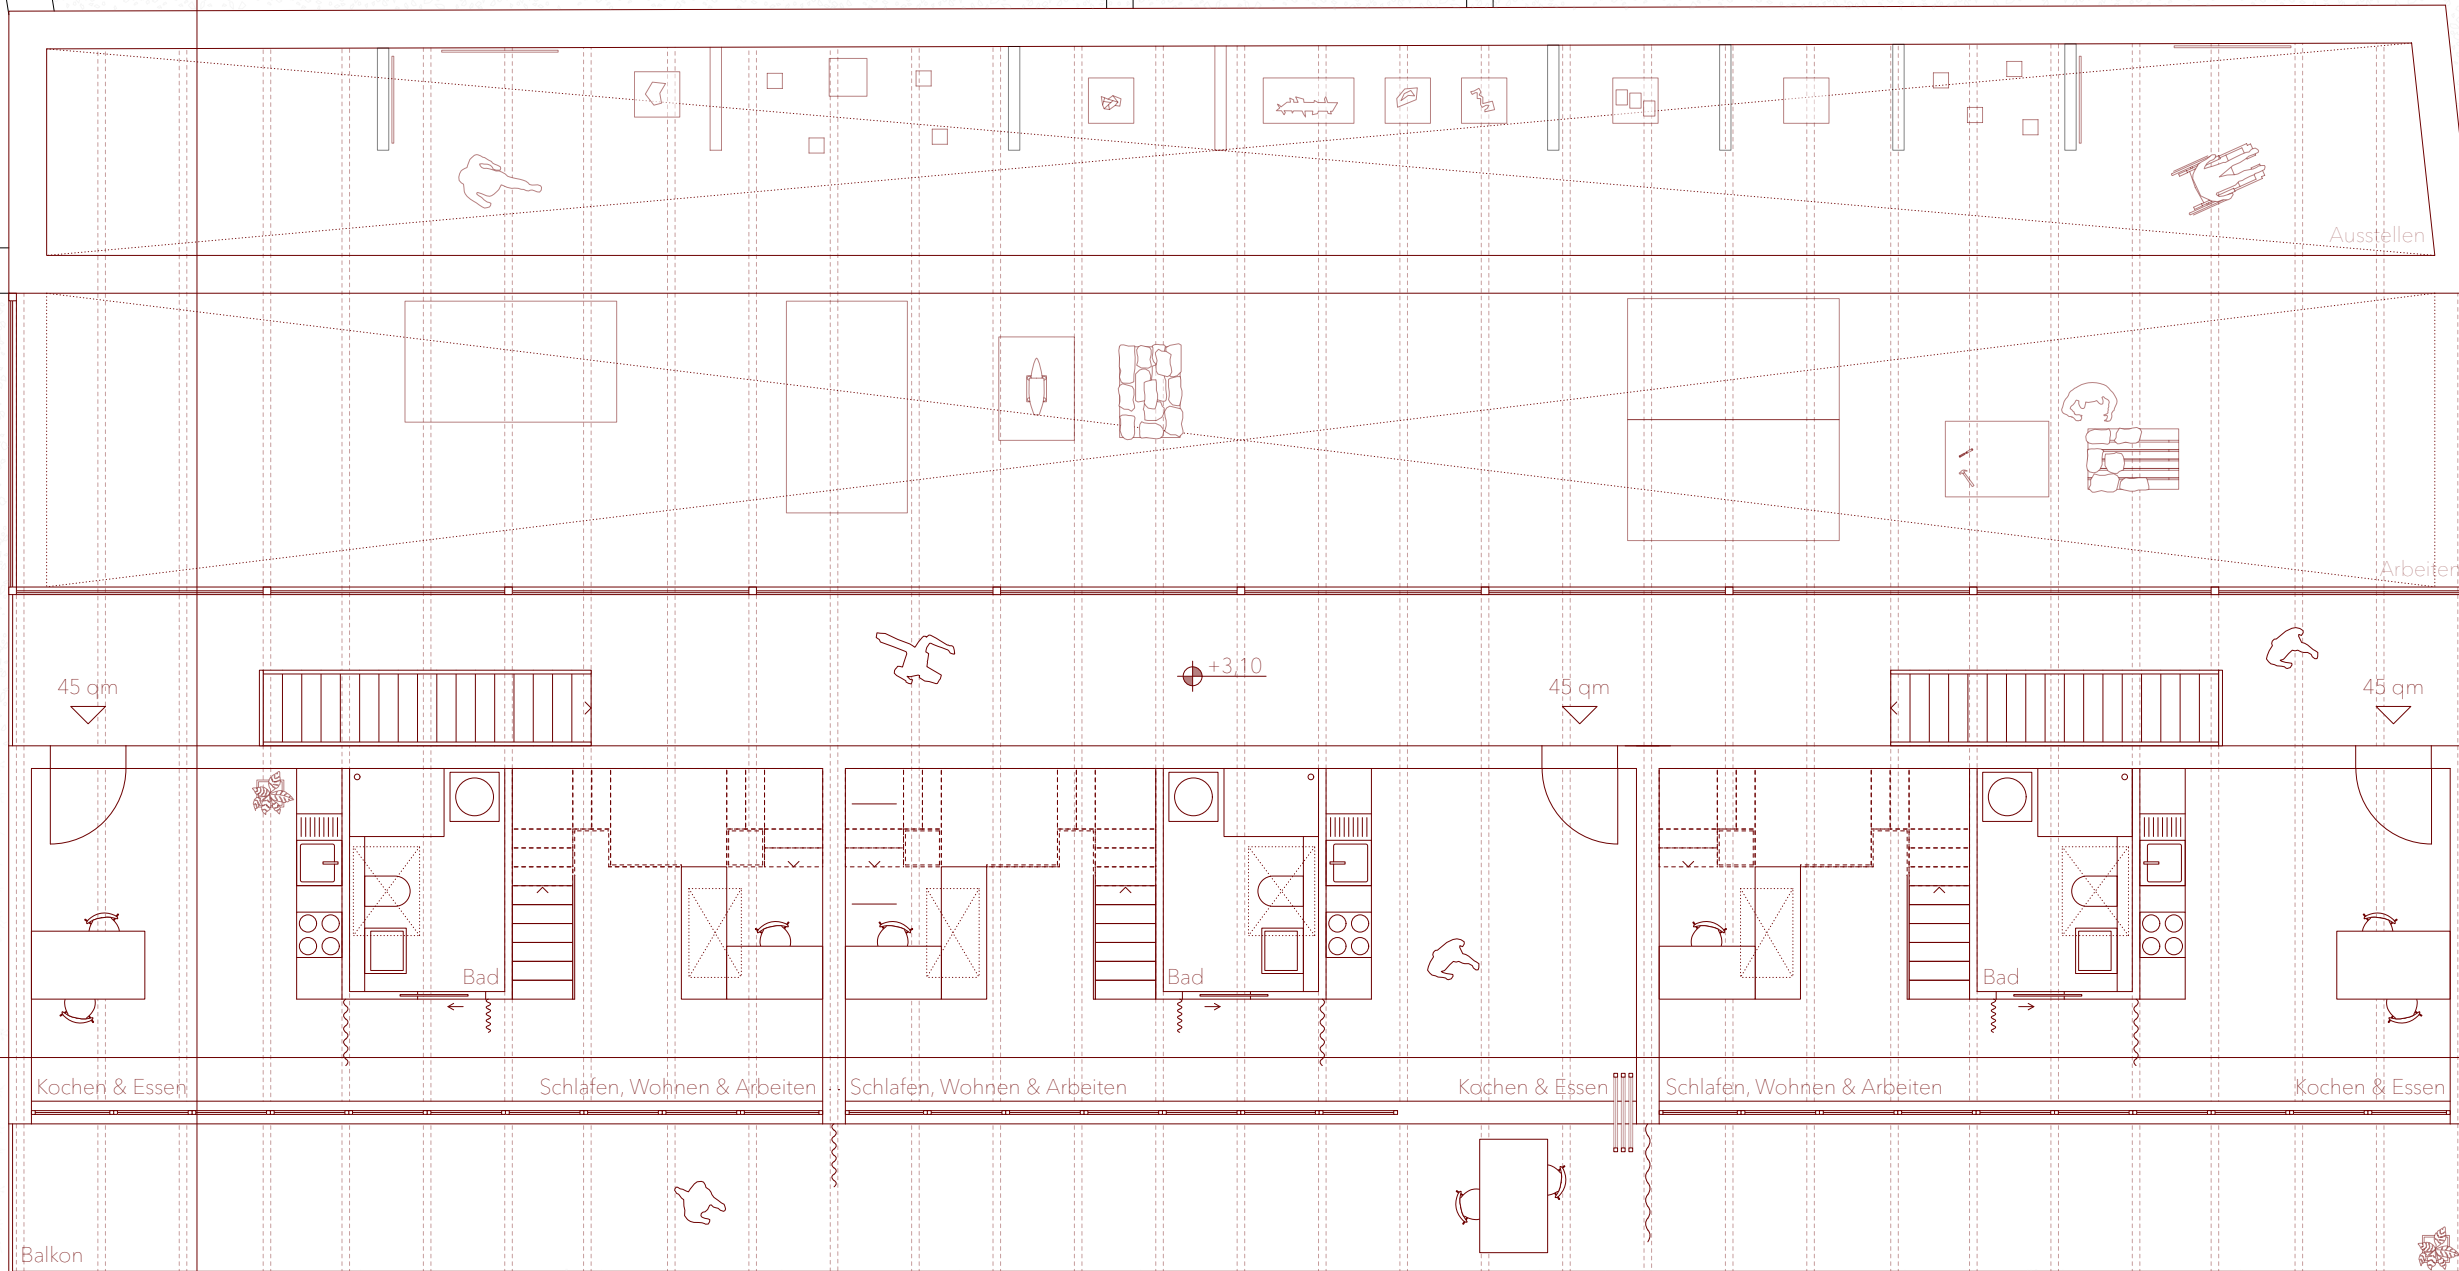 Ausstellen
Arbeiten
+3,10
45 qm
45 qm
45 qm
Bad
Bad
Bad
Kochen & Essen
Schlafen, Wohnen & Arbeiten
Schlafen, Wohnen & Arbeiten
Kochen & Essen
Schlafen, Wohnen & Arbeiten
Kochen & Essen
Balkon